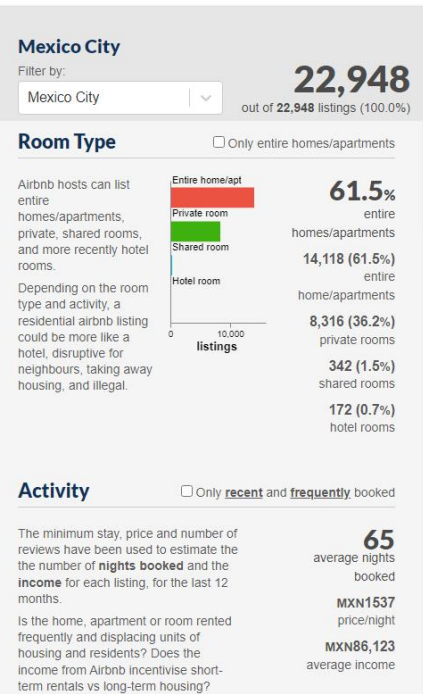 Mexico City
Filter by:
Mexico City
22,948
out of 22,948 listings (100.0%)
Room Type
Only entire homes/apartments
Airbnb hosts can list
entire
homes/apartments,
private, shared rooms,
and more recently hotel
rooms.
Depending on the room
type and activity, a
residential airbnb listing
could be more like a
hotel, disruptive for
neighbours, taking away
housing, and illegal.
Entire home/apt
Private room
Shared room
Hotel room
0
10,000
listings
61.5%
entire
homes/apartments
14,118 (61.5%)
entire
home/apartments
8,316 (36.2%)
private rooms
342 (1.5%)
shared rooms
172 (0.7%)
hotel rooms
Activity
Only recent and frequently booked
The minimum stay, price and number of
reviews have been used to estimate the
the number of nights booked and the
income for each listing, for the last 12
months.
Is the home, apartment or room rented
frequently and displacing units of
housing and residents? Does the
income from Airbnb incentivise short-
term rentals vs long-term housing?
65
average nights
booked
MXN1537
price/night
MXN86,123
average income